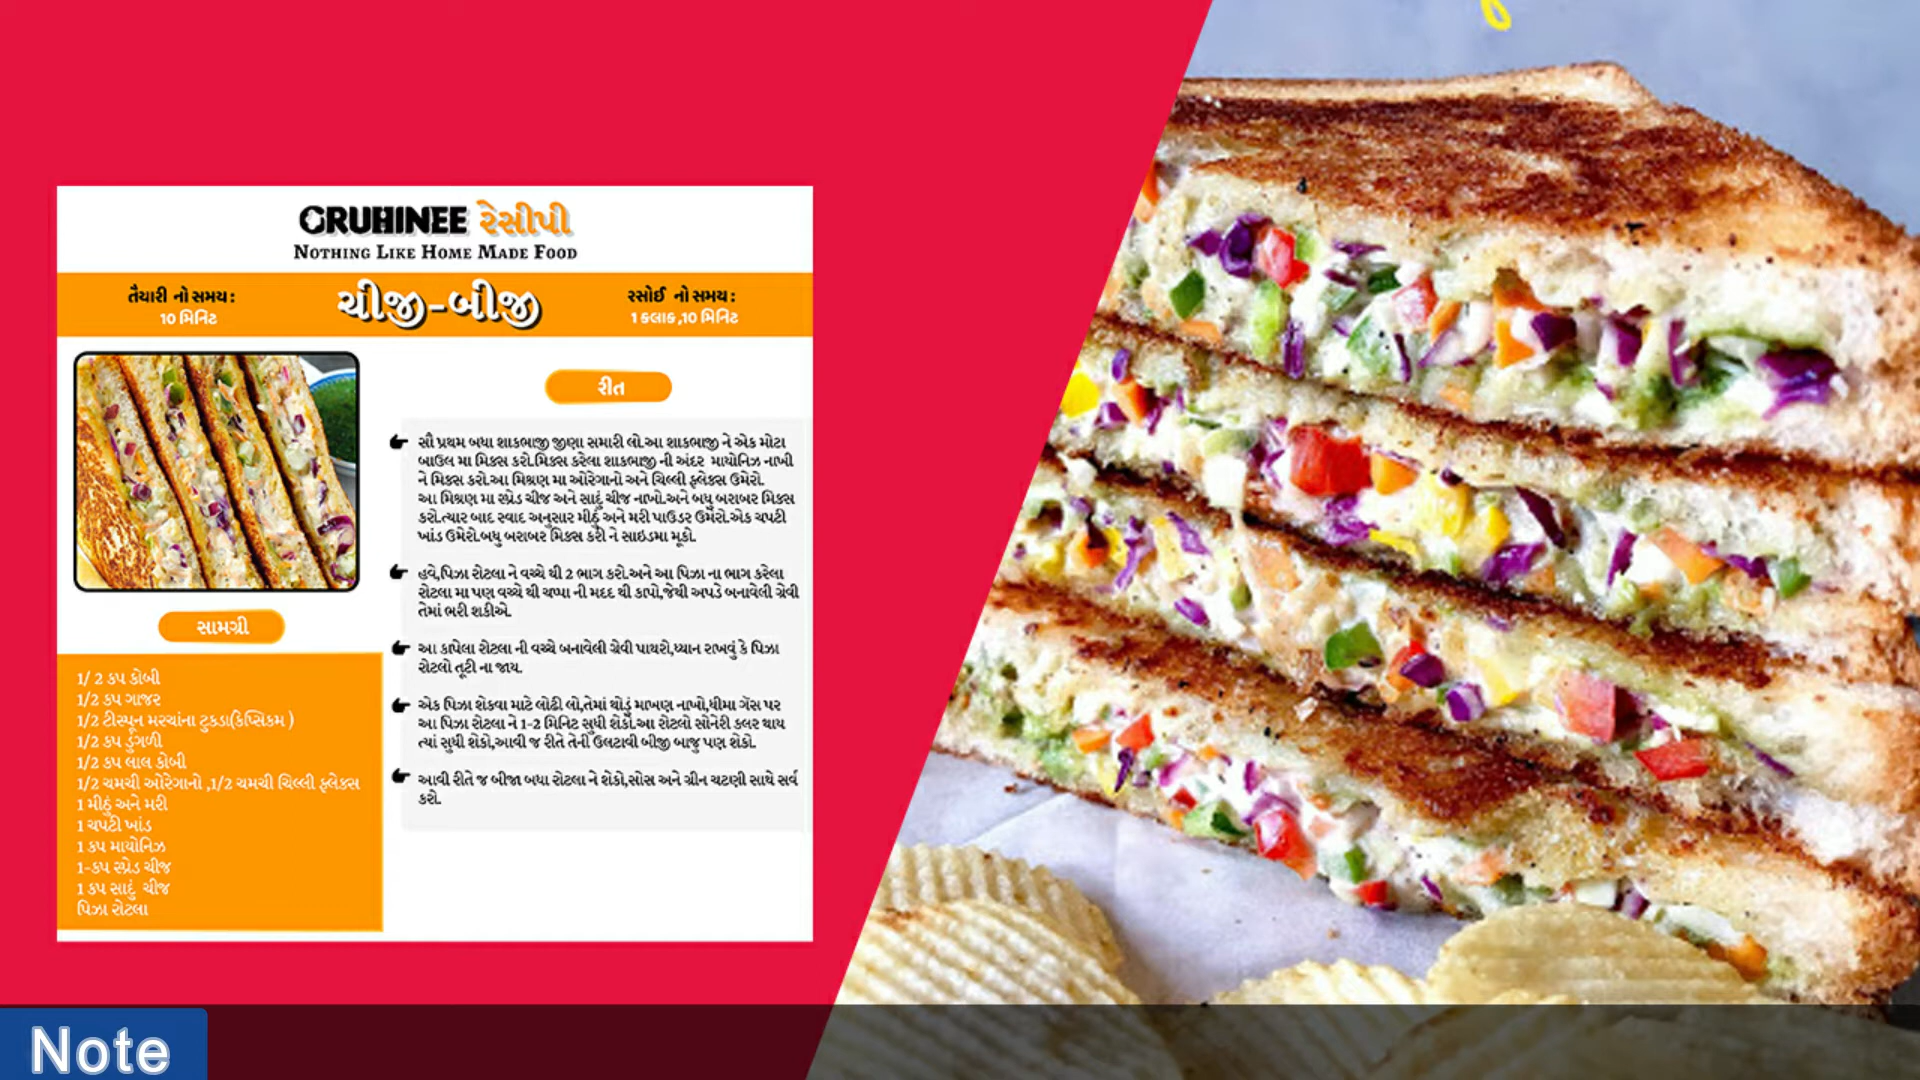 GRUHINEE રેસીપી
NOTHING LIKE HOME MADE FOOD
તૈયારી નો સમય :
10 મિનિટ
ચીજી-બીજી
રસોઈ નો સમય :
1 કલાક ,10 મિનિટ
સામગ્રી
1/ 2 કપ કોબી
1/2 કપ ગાજર
1/2 ટીસ્પૂન મરચાંના ટુકડા(કિપ્સિકમ )
1/2 કપ ડુંગળી
1/2 કપ લાલ કોબી
1/2 ચમચી ઓરેગાનો ,1/2 ચમચી ચિલ્લી ફ્લેક્સ
1 મીઠું અને મરી
1 ચપટી ખાંડ
1 કપ માયોનિઝ
1-કપ સ્પ્રેડ ચીજ
1 કપ સાદું ચીજ
પિઝા રોટલા
રીત
સૌ પ્રથમ બધા શાકભાજી જીણા સમારી લો.આ શાકભાજી ને એક મોટા
બાઉલ મા મિક્સ કરો.મિક્સ કરેલા શાકભાજી ની અંદર માયોનિઝ નાખી
ને મિક્સ કરો.આ મિશ્રણ મા ઓરેગાનો અને ચિલ્લી ફ્લેક્સ ઉમેરો.
આ મિશ્રણ મા સ્પ્રેડ ચીજ અને સાદું ચીજ નાખો.અને બધુ બરાબર મિક્સ
કરો.ત્યાર બાદ સ્વાદ અનુસાર મીઠું અને મરી પાઉડર ઉમેરો.એક ચપટી
ખાંડ ઉમેરો.બધુ બરાબર મિક્સ કરી ને સાઇડમા મૂકો.
હવે,પિઝા રોટલા ને વચ્ચે થી 2 ભાગ કરો.અને આ પિઝા ના ભાગ કરેલા
રોટલા મા પણ વચ્ચે થી ચપ્પા ની મદદ થી કાપો,જેથી અપડે બનાવેલી ગ્રેવી
તેમાં ભરી શકીએ.
આ કાપેલા રોટલા ની વચ્ચે બનાવેલી ગ્રેવી પાથરો,ધ્યાન રાખવું કે પિઝા
રોટલો તૂટી ના જાય.
એક પિઝા શેકવા માટે લોઢી લો,તેમાં થોડું માખણ નાખો,ધીમા ગૅસ પર
આ પિઝા રોટલા ને 1-2 મિનિટ સુધી શેકો.આ રોટલો સોનેરી કલર થાય
ત્યાં સુધી શેકો,આવી જ રીતે તેની ઉલટાવી બીજી બાજુ પણ શેકો.
આવી રીતે જ બીજા બધા રોટલા ને શેકો,સોસ અને ગ્રીન ચટણી સાથે સર્વ
કરો.
Note